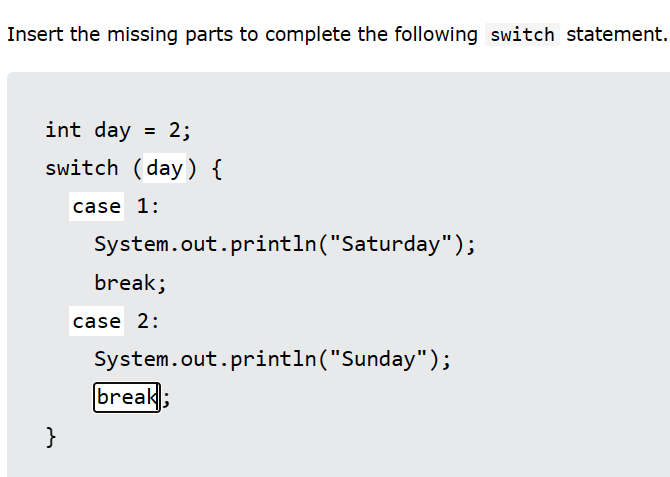 Insert the missing parts to complete the following switch statement.
int day = 2;
switch (day) {
case 1:
System.out.println("Saturday");
break;
case 2:
System.out.println("Sunday");
break;
}